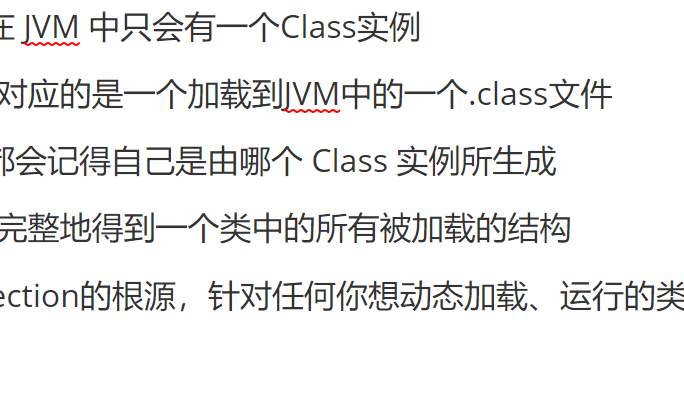 在 JVM 中只会有一个Class实例
对应的是一个加载到JVM中的一个.class文件
都会记得自己是由哪个 Class 实例所生成
完整地得到一个类中的所有被加载的结构
ection的根源，针对任何你想动态加载、运行的类